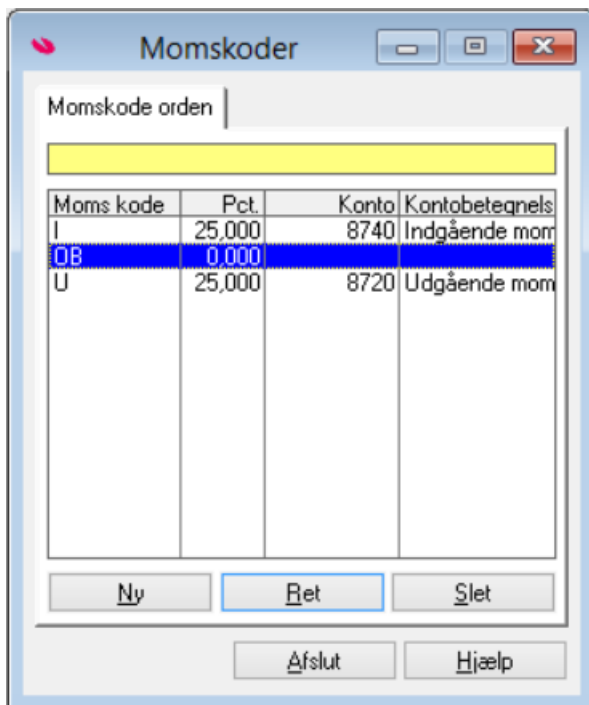 Momskoder
Momskode orden
Moms kode Pct. Konto Kontobetegnels
I 25,000 8740 Indgående mom
OB 0,000
U 25,000 8720 Udgående mom
Ny Ret Slet
Afslut Hjælp